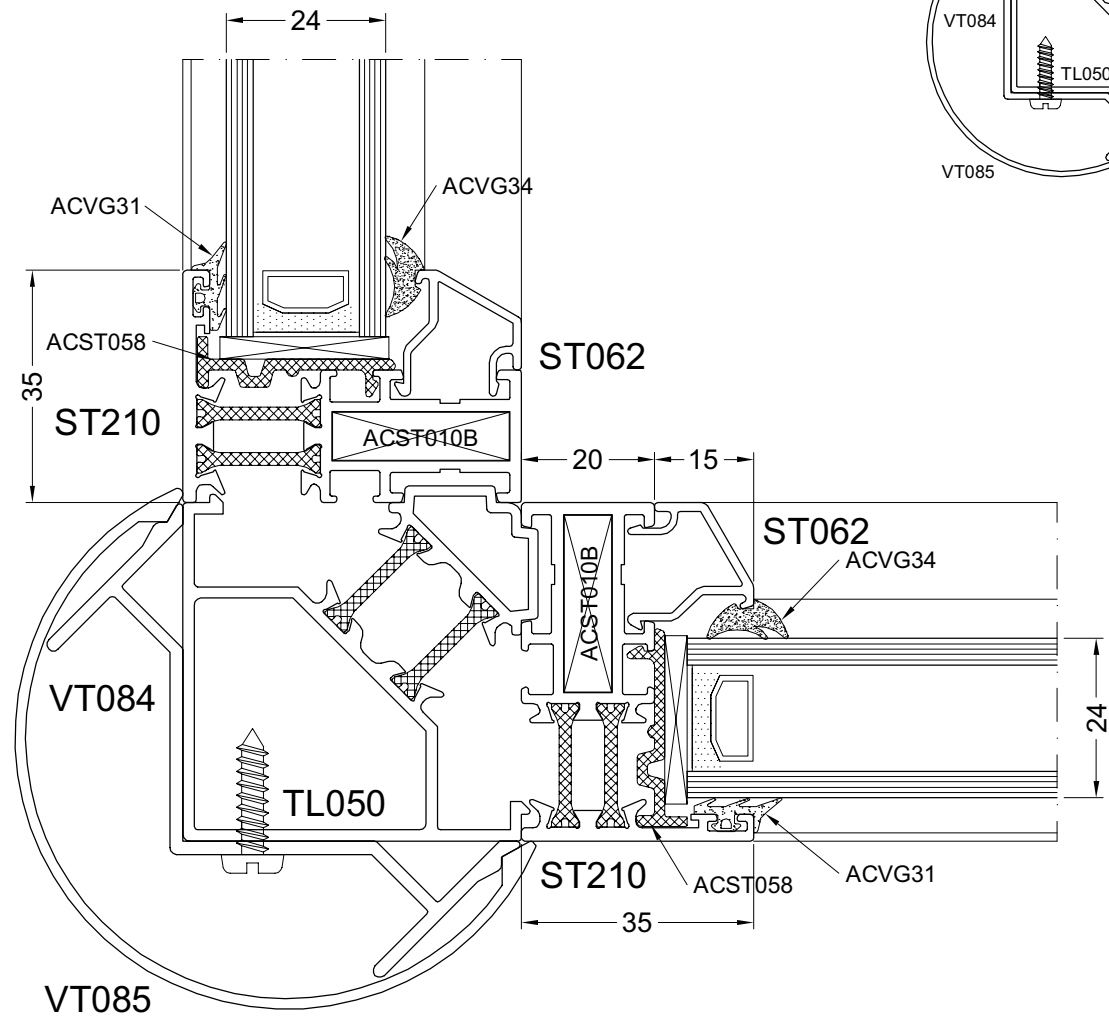 24
VT084
TL050
VT085
ACVG34
ACVG31
ACST058
ST062
35
ST210
ACST010B
20
15
ST062
ACVG34
ACST010B
VT084
24
TL050
ST210
ACST058
ACVG31
35
VT085